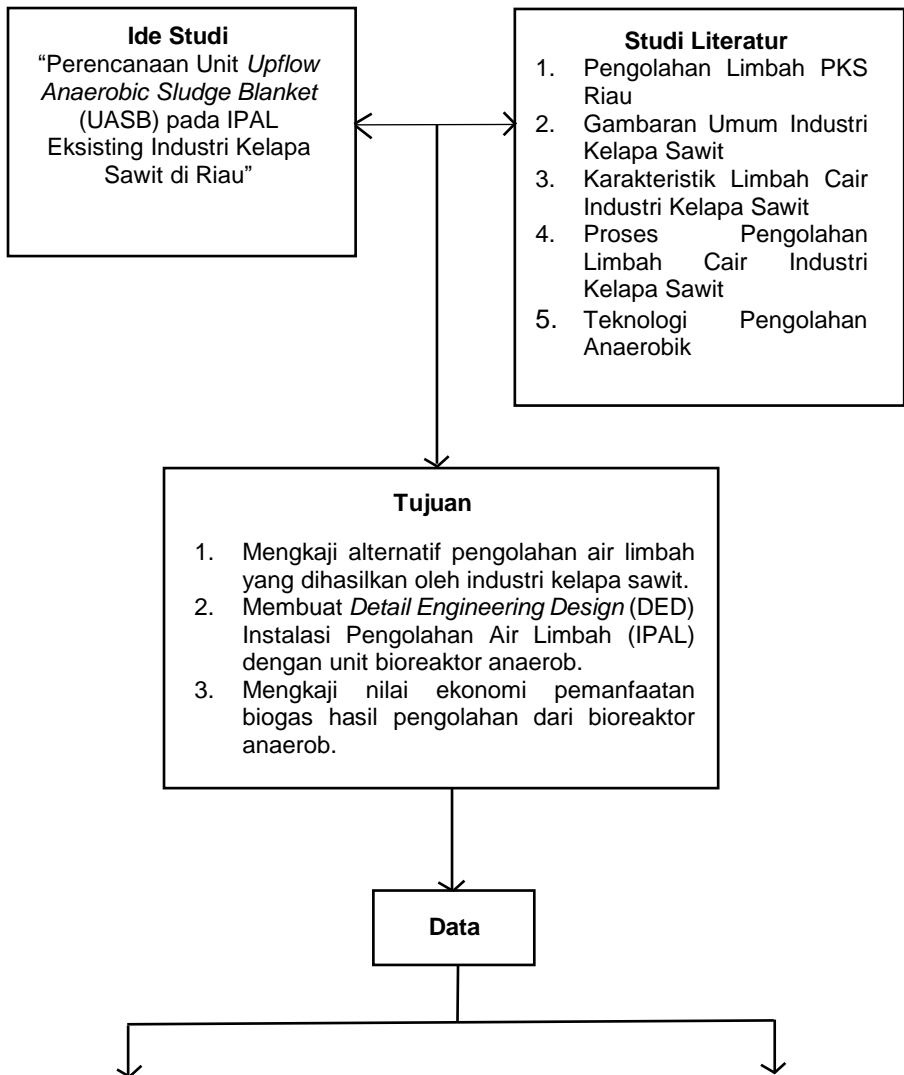 Ide Studi
“Perencanaan Unit Upflow
Anaerobic Sludge Blanket
(UASB) pada IPAL
Eksisting Industri Kelapa
Sawit di Riau”
Studi Literatur
1. Pengolahan Limbah PKS
Riau
2. Gambaran Umum Industri
Kelapa Sawit
3. Karakteristik Limbah Cair
Industri Kelapa Sawit
4. Proses Pengolahan
Limbah Cair Industri
Kelapa Sawit
5. Teknologi Pengolahan
Anaerobik
Tujuan
1. Mengkaji alternatif pengolahan air limbah
yang dihasilkan oleh industri kelapa sawit.
2. Membuat Detail Engineering Design (DED)
Instalasi Pengolahan Air Limbah (IPAL)
dengan unit bioreaktor anaerob.
3. Mengkaji nilai ekonomi pemanfaatan
biogas hasil pengolahan dari bioreaktor
anaerob.
Data